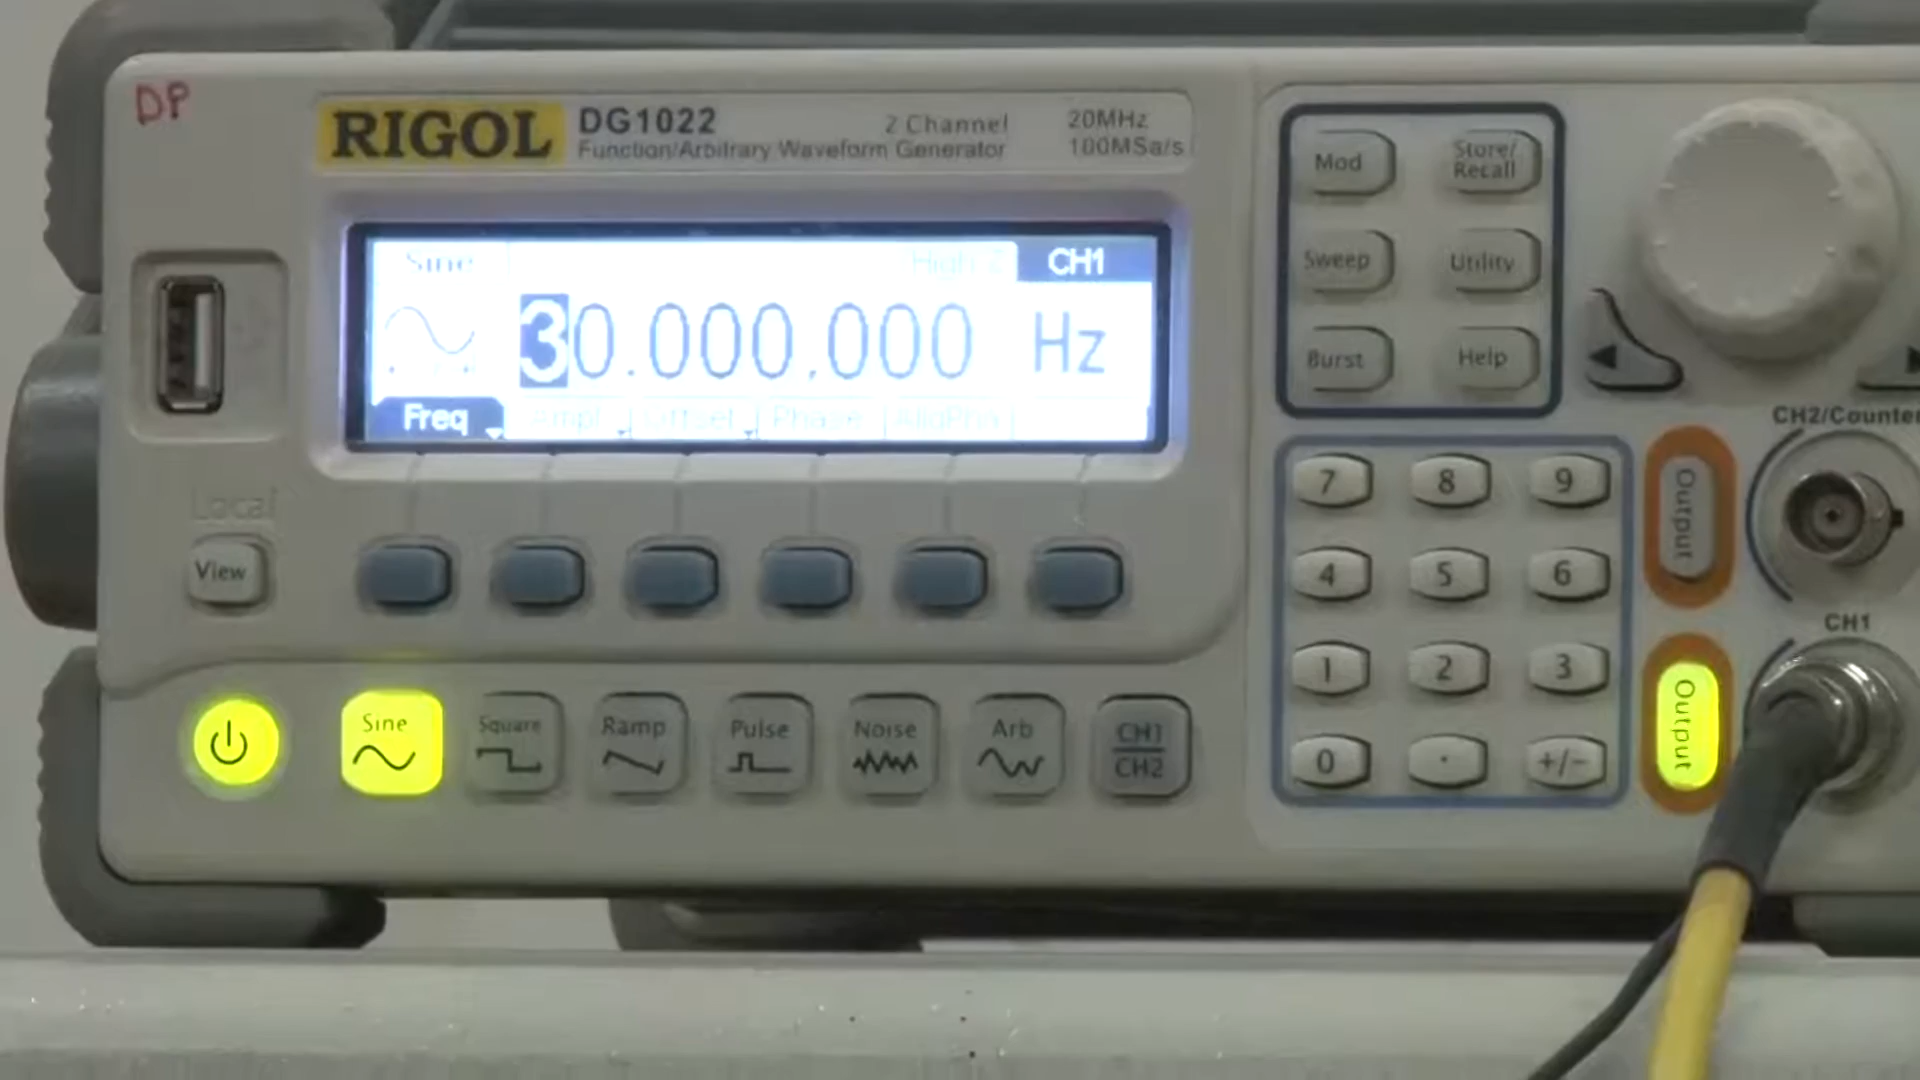 DP
RIGOL DG1022 2 Channel 20MHz
Function/Arbitrary Waveform Generator 100MSa/s
Sine High Z CH1
30.000,000 Hz
Freq Ampl Offset Phase AligPha
Local
View
Sine Square Ramp Pulse Noise Arb CH1
CH2
Mod Store/
Recall
Sweep Utility
Burst Help
7 8 9
4 5 6
1 2 3
0 . +/-
CH2/Counter
Output
CH1
Output